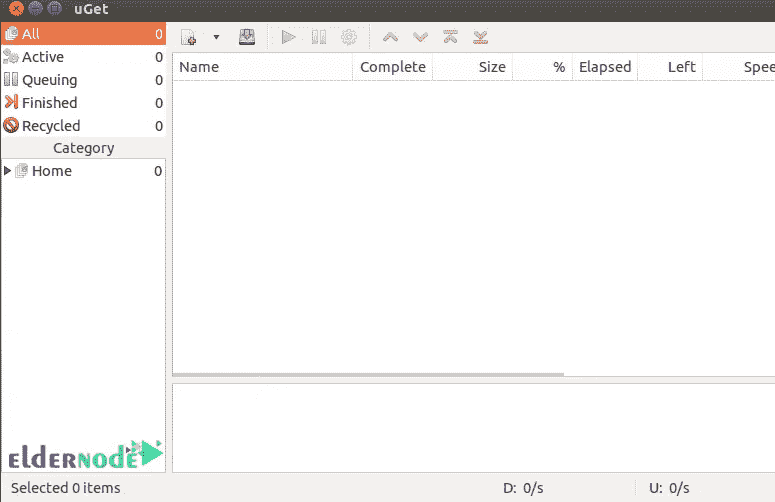 uGet
All 0
Active 0
Queuing 0
Finished 0
Recycled 0
Category
Home 0
Name Complete Size % Elapsed Left Spee
eldernode
Selected 0 items D: 0/s U: 0/s